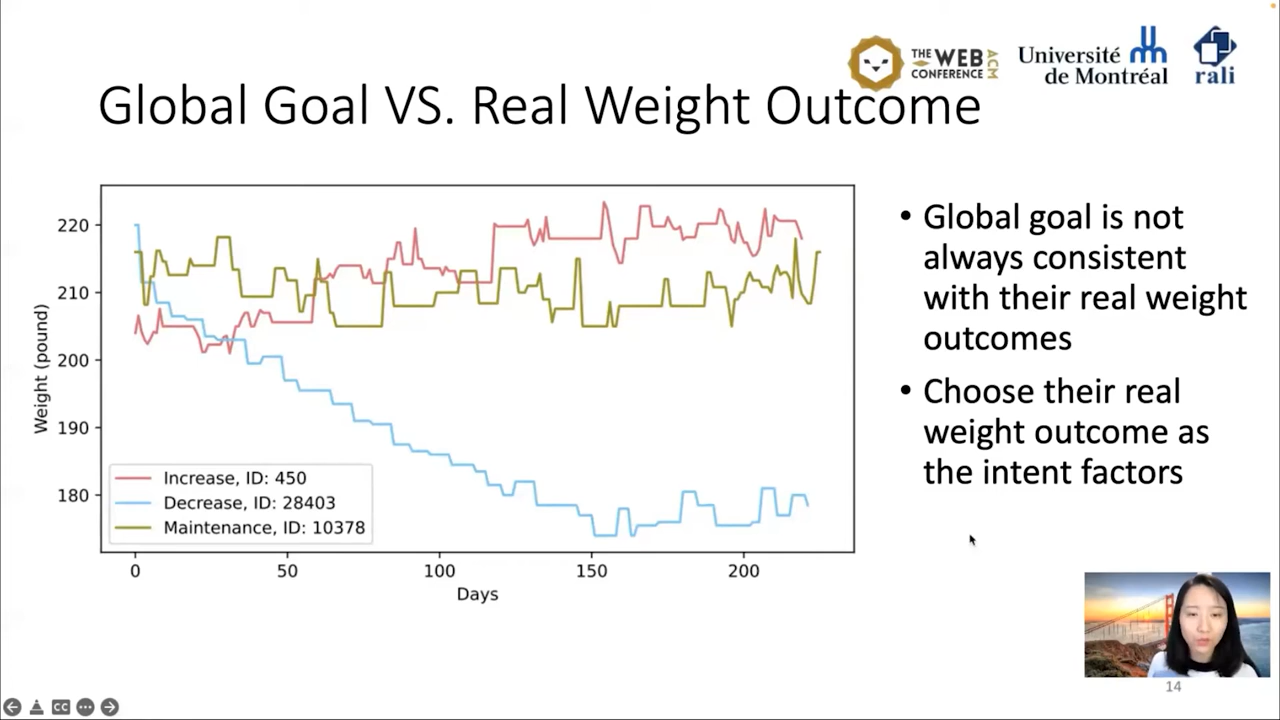 THE WEB
CONFERENCE
ACM
Université
de Montréal
rali
Global Goal VS. Real Weight Outcome
220
210
200
190
180
Weight (pound)
Increase, ID: 450
Decrease, ID: 28403
Maintenance, ID: 10378
0 50 100 150 200
Days
• Global goal is not
always consistent
with their real weight
outcomes
• Choose their real
weight outcome as
the intent factors
14
CC